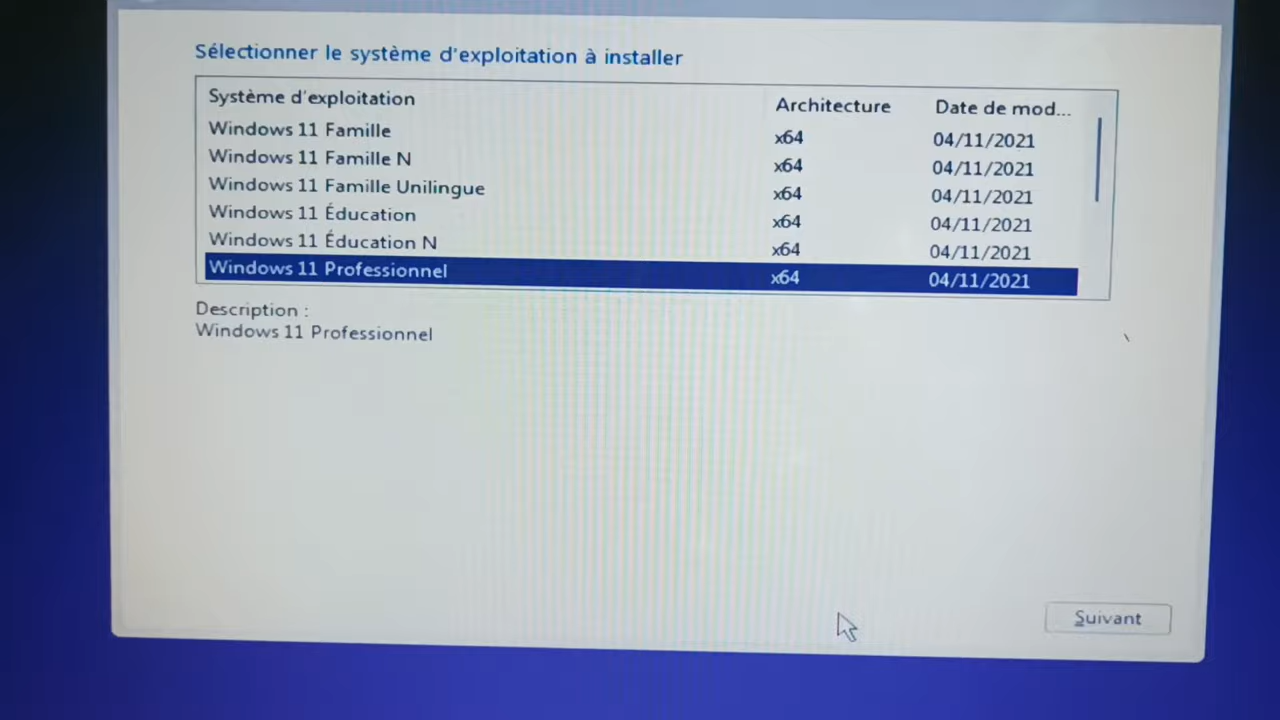 Sélectionner le système d'exploitation à installer
Système d'exploitation Architecture Date de mod...
Windows 11 Famille x64 04/11/2021
Windows 11 Famille N x64 04/11/2021
Windows 11 Famille Unilingue x64 04/11/2021
Windows 11 Éducation x64 04/11/2021
Windows 11 Éducation N x64 04/11/2021
Windows 11 Professionnel x64 04/11/2021
Description :
Windows 11 Professionnel
Suivant